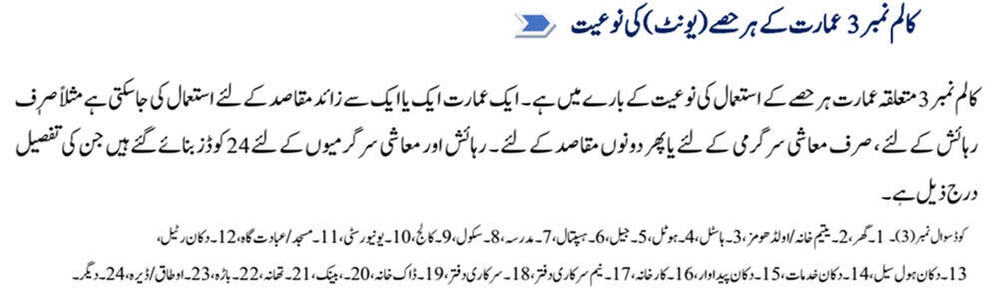 کالم نمبر 3 عمارت کے ہر حصے (یونٹ) کی نوعیت
کالم نمبر 3 متعلقہ عمارت ہر حصے کے استعمال کی نوعیت کے بارے میں ہے۔ ایک عمارت ایک یا ایک سے زائد مقاصد کے لئے استعمال کی جاسکتی ہے مثلاً صرف
رہائش کے لئے، صرف معاشی سرگرمی کے لئے یا پھر دونوں مقاصد کے لئے۔ رہائش اور معاشی سرگرمیوں کے لئے 24 کوڈز بنائے گئے ہیں جن کی تفصیل
درج ذیل ہے۔
کوڈ سوال نمبر (3)۔ 1۔ گھر، 2۔ یتیم خانہ/اولڈ ھومز، 3۔ ہاسٹل، 4۔ ہوٹل، 5۔ جیل، 6۔ ہسپتال، 7۔ مدرسہ، 8۔ سکول، 9۔ کالج، 10۔ یونیورسٹی، 11۔ مسجد/عبادت گاہ، 12۔ دکان رٹیل،
13۔ دکان ہول سیل، 14۔ دکان خدمات، 15۔ دکان پیداوار، 16۔ کارخانہ، 17۔ نیم سرکاری دفتر، 18۔ سرکاری دفتر، 19۔ ڈاک خانہ، 20۔ بینک، 21۔ تھانہ، 22۔ باڑہ، 23۔ اوطاق/ڈیرہ، 24۔ دیگر۔